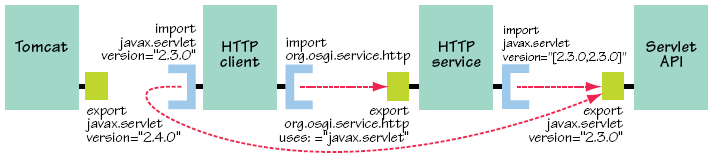 Tomcat
export
javax.servlet
version="2.4.0"
import
javax.servlet
version="2.3.0"
HTTP
client
import
org.osgi.service.http
export
org.osgi.service.http
uses: ="javax.servlet"
HTTP
service
import
javax.servlet
version="[2.3.0,2.3.0]"
export
javax.servlet
version="2.3.0"
Servlet
API